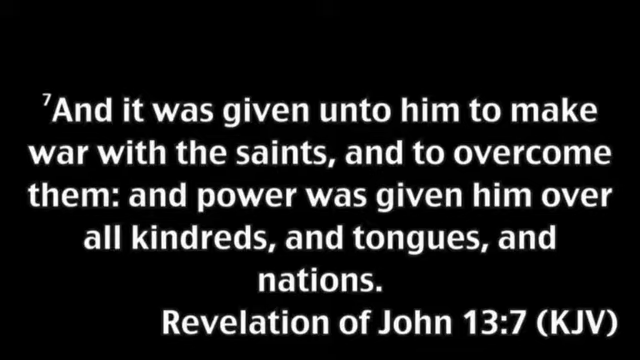 ⁷And it was given unto him to make
war with the saints, and to overcome
them: and power was given him over
all kindreds, and tongues, and
nations.
Revelation of John 13:7 (KJV)